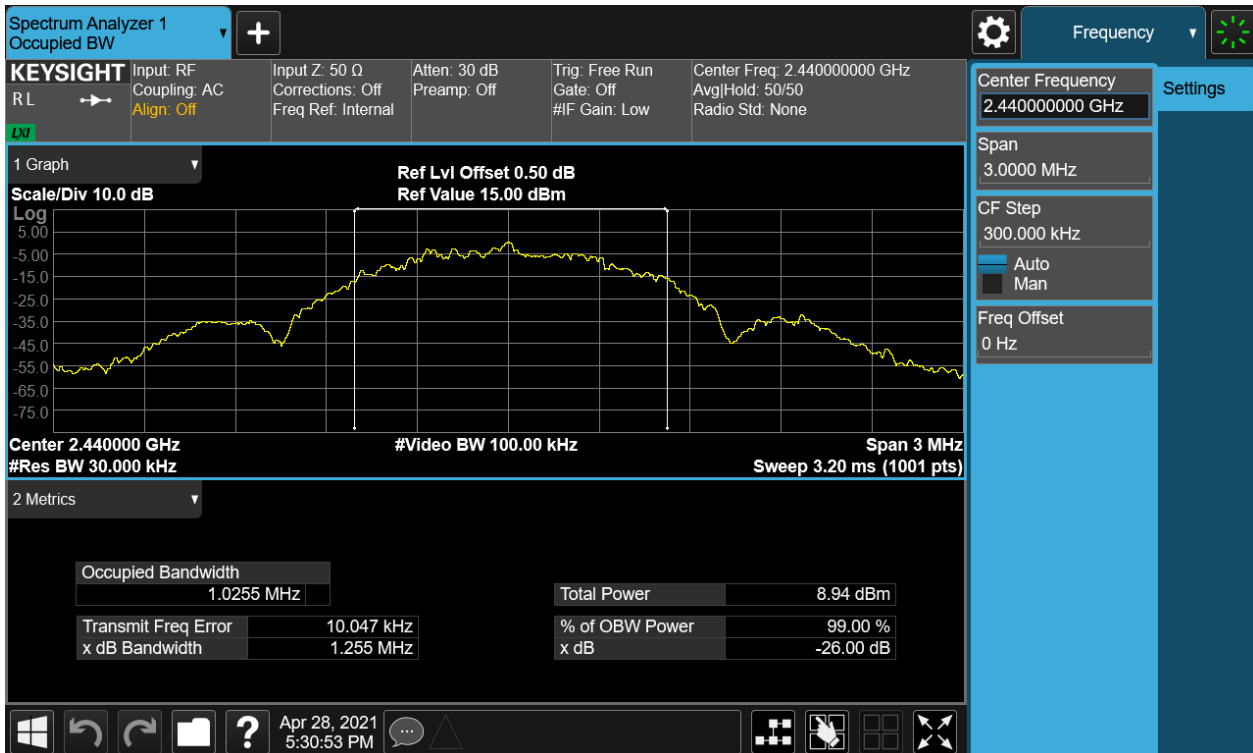 Spectrum Analyzer 1
Occupied BW
Frequency
KEYSIGHT
R L
LXI
Input: RF
Coupling: AC
Align: Off
Input Z: 50 Ω
Corrections: Off
Freq Ref: Internal
Atten: 30 dB
Preamp: Off
Trig: Free Run
Gate: Off
#IF Gain: Low
Center Freq: 2.440000000 GHz
Avg|Hold: 50/50
Radio Std: None
Center Frequency
2.440000000 GHz
Settings
Span
3.0000 MHz
CF Step
300.000 kHz
Auto
Man
Freq Offset
0 Hz
1 Graph
Scale/Div 10.0 dB
Ref Lvl Offset 0.50 dB
Ref Value 15.00 dBm
Log
5.00
-5.00
-15.0
-25.0
-35.0
-45.0
-55.0
-65.0
-75.0
Center 2.440000 GHz
#Video BW 100.00 kHz
Span 3 MHz
#Res BW 30.000 kHz
Sweep 3.20 ms (1001 pts)
2 Metrics
Occupied Bandwidth
1.0255 MHz
Total Power 8.94 dBm
Transmit Freq Error 10.047 kHz
% of OBW Power 99.00 %
x dB Bandwidth 1.255 MHz
x dB -26.00 dB
?
Apr 28, 2021
5:30:53 PM